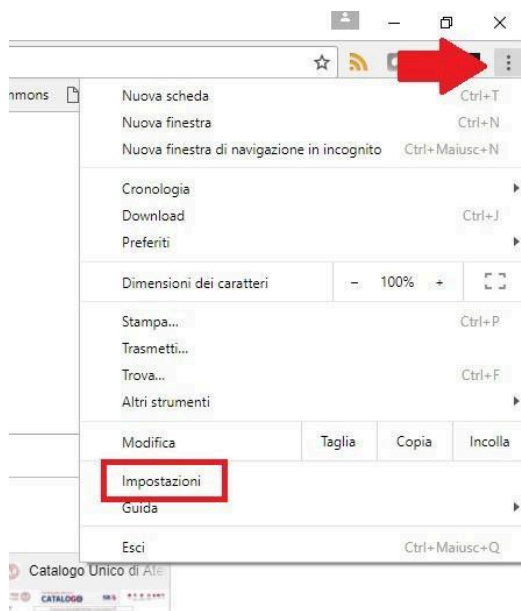 mmons
Nuova scheda Ctrl+T
Nuova finestra Ctrl+N
Nuova finestra di navigazione in incognito Ctrl+Maiusc+N
Cronologia
Download Ctrl+J
Preferiti
Dimensioni dei caratteri - 100% +
Stampa... Ctrl+P
Trasmetti...
Trova... Ctrl+F
Altri strumenti
Modifica Taglia Copia Incolla
Impostazioni
Guida
Esci Ctrl+Maiusc+Q
Catalogo Unico di Ate
CATALOGO